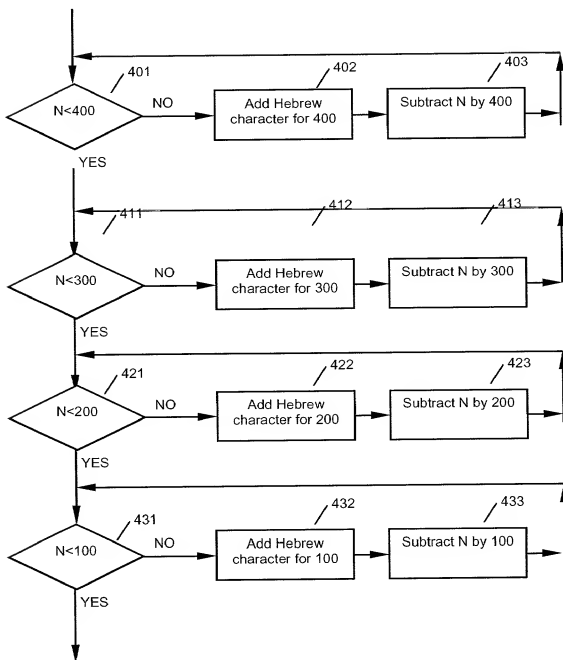 401
402
403
N<400
NO
Add Hebrew
character for 400
Subtract N by 400
YES
411
412
413
N<300
NO
Add Hebrew
character for 300
Subtract N by 300
YES
421
422
423
N<200
NO
Add Hebrew
character for 200
Subtract N by 200
YES
431
432
433
N<100
NO
Add Hebrew
character for 100
Subtract N by 100
YES